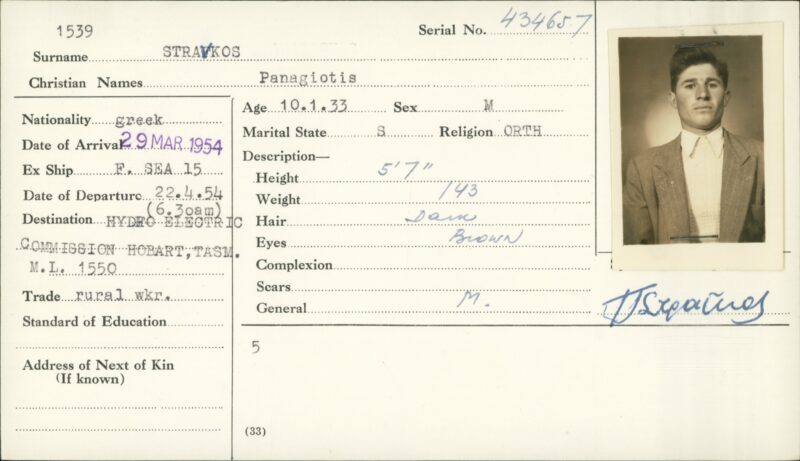 1539
Serial No. 434657
Surname STRAVKOS
Christian Names Panagiotis
Nationality greek
Date of Arrival 29 MAR 1954
Ex Ship F. SEA 15
Date of Departure 22.4.54
(6.30am)
Destination HYDRO ELECTRIC
COMMISSION HOBART,TASM.
M.L. 1550
Trade rural wkr.
Standard of Education
Address of Next of Kin
(If known)
Age 10.1.33 Sex M
Marital State S Religion ORTH
Description—
Height 5'7"
Weight 143
Hair Dark
Eyes Brown
Complexion
Scars
General M.
5
(33)